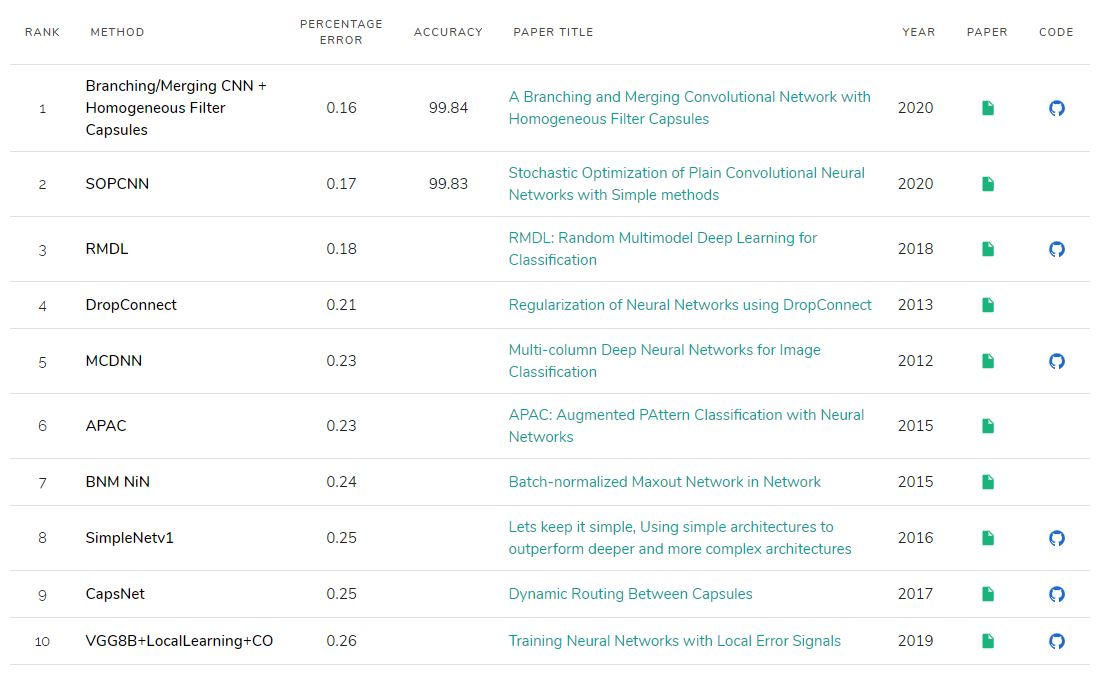 RANK METHOD PERCENTAGE ERROR ACCURACY PAPER TITLE YEAR PAPER CODE
1 Branching/Merging CNN + Homogeneous Filter Capsules 0.16 99.84 A Branching and Merging Convolutional Network with Homogeneous Filter Capsules 2020
2 SOPCNN 0.17 99.83 Stochastic Optimization of Plain Convolutional Neural Networks with Simple methods 2020
3 RMDL 0.18 RMDL: Random Multimodel Deep Learning for Classification 2018
4 DropConnect 0.21 Regularization of Neural Networks using DropConnect 2013
5 MCDNN 0.23 Multi-column Deep Neural Networks for Image Classification 2012
6 APAC 0.23 APAC: Augmented PAttern Classification with Neural Networks 2015
7 BNM NiN 0.24 Batch-normalized Maxout Network in Network 2015
8 SimpleNetv1 0.25 Lets keep it simple, Using simple architectures to outperform deeper and more complex architectures 2016
9 CapsNet 0.25 Dynamic Routing Between Capsules 2017
10 VGG8B+LocalLearning+CO 0.26 Training Neural Networks with Local Error Signals 2019